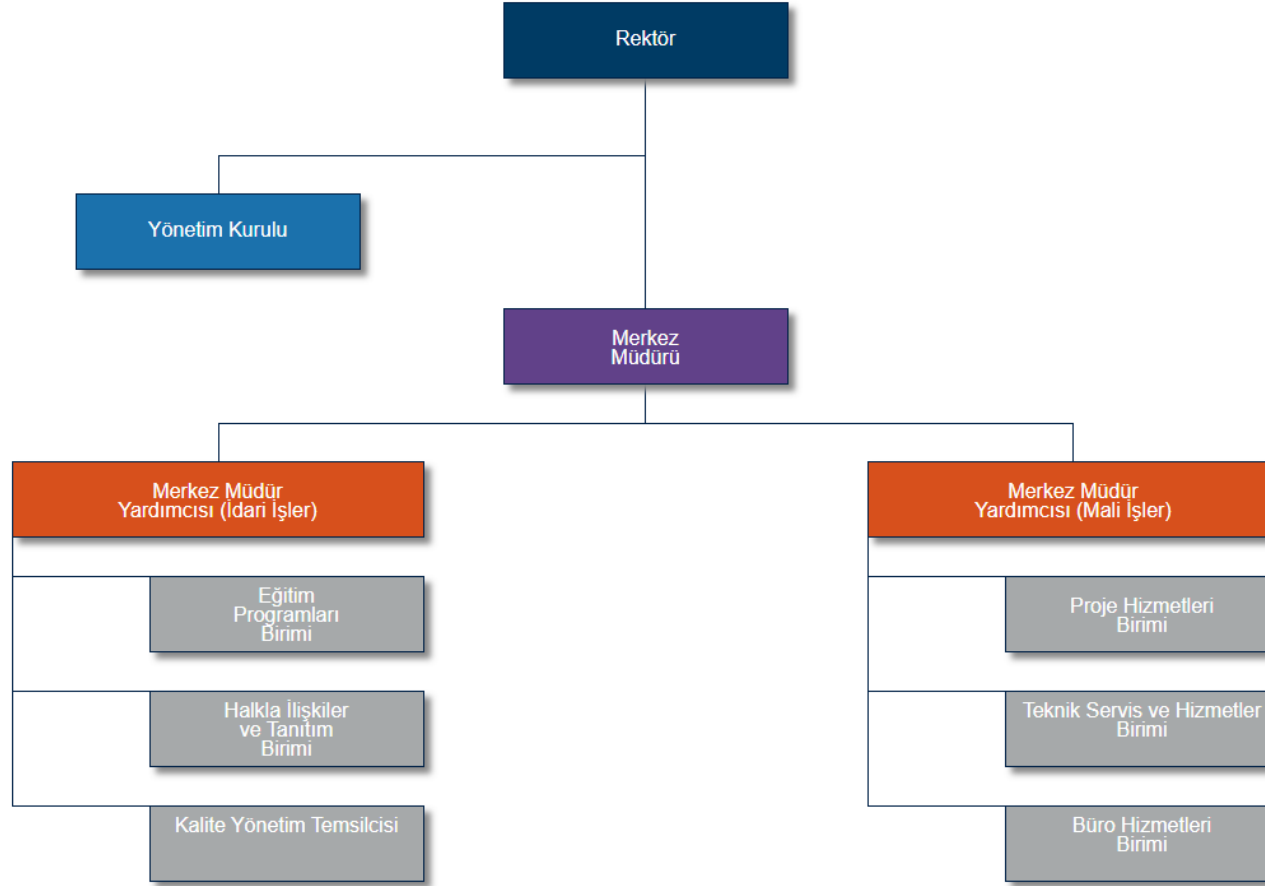 Rektör
Yönetim Kurulu
Merkez
Müdürü
Merkez Müdür
Yardımcısı (İdari İşler)
Eğitim
Programları
Birimi
Halkla İlişkiler
ve Tanıtım
Birimi
Kalite Yönetim Temsilcisi
Merkez Müdür
Yardımcısı (Mali İşler)
Proje Hizmetleri
Birimi
Teknik Servis ve Hizmetler
Birimi
Büro Hizmetleri
Birimi